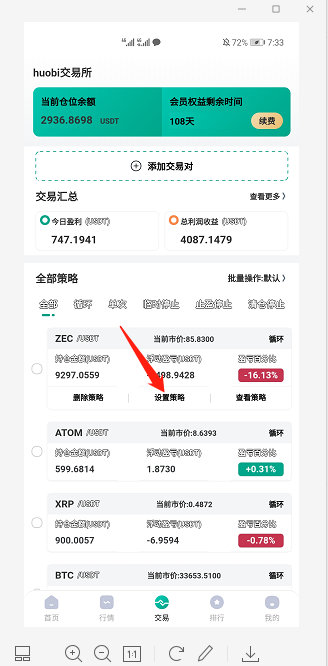 72% 7:33
huobi交易所
当前仓位余额 会员权益剩余时间
2936.8698 USDT 108天 续费
添加交易对
交易汇总 查看更多
今日盈利 (USDT) 总利润收益 (USDT)
747.1941 4087.1479
全部策略 批量操作:默认
全部 循环 单次 临时停止 止盈停止 清仓停止
ZEC /USDT 当前市价:85.8300 循环
持仓金额(USDT) 浮动盈亏(USDT) 盈亏百分比
9297.0559 498.9428 -16.13%
删除策略 设置策略 查看策略
ATOM /USDT 当前市价:8.6393 循环
持仓金额(USDT) 浮动盈亏(USDT) 盈亏百分比
599.6814 1.8730 +0.31%
XRP /USDT 当前市价:0.4872 循环
持仓金额(USDT) 浮动盈亏(USDT) 盈亏百分比
900.0057 -6.9594 -0.78%
BTC /USDT 当前市价:33653.5100 循环
首页 行情 交易 排行 我的
1:1